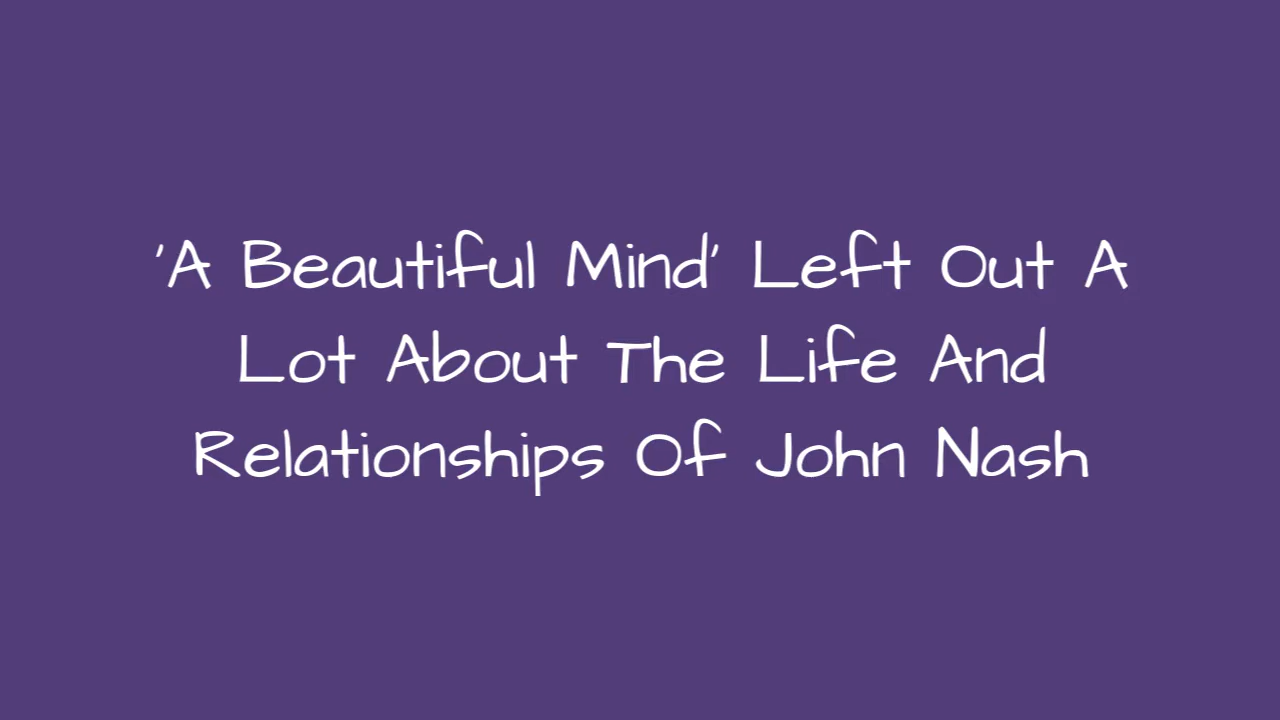 'A Beautiful Mind' Left Out A
Lot About The Life And
Relationships Of John Nash